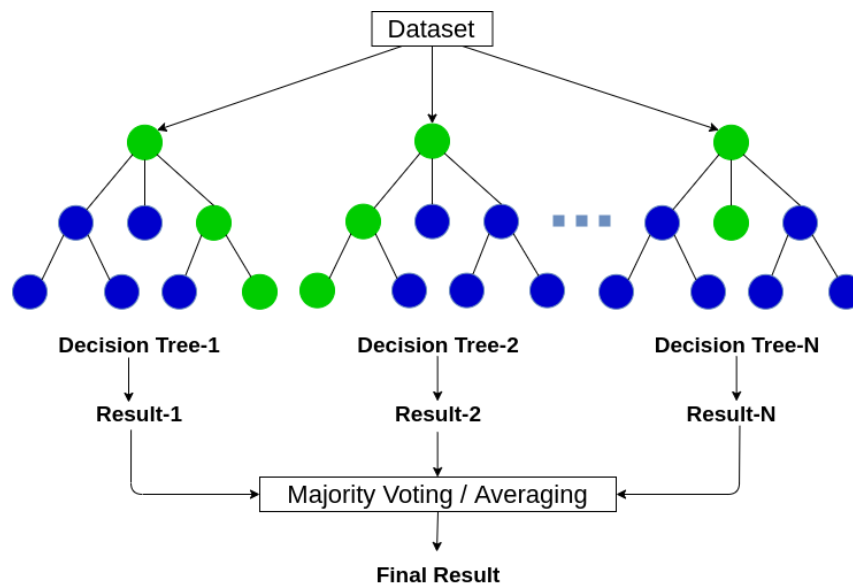 Dataset
Decision Tree-1
Decision Tree-2
Decision Tree-N
Result-1
Result-2
Result-N
Majority Voting / Averaging
Final Result